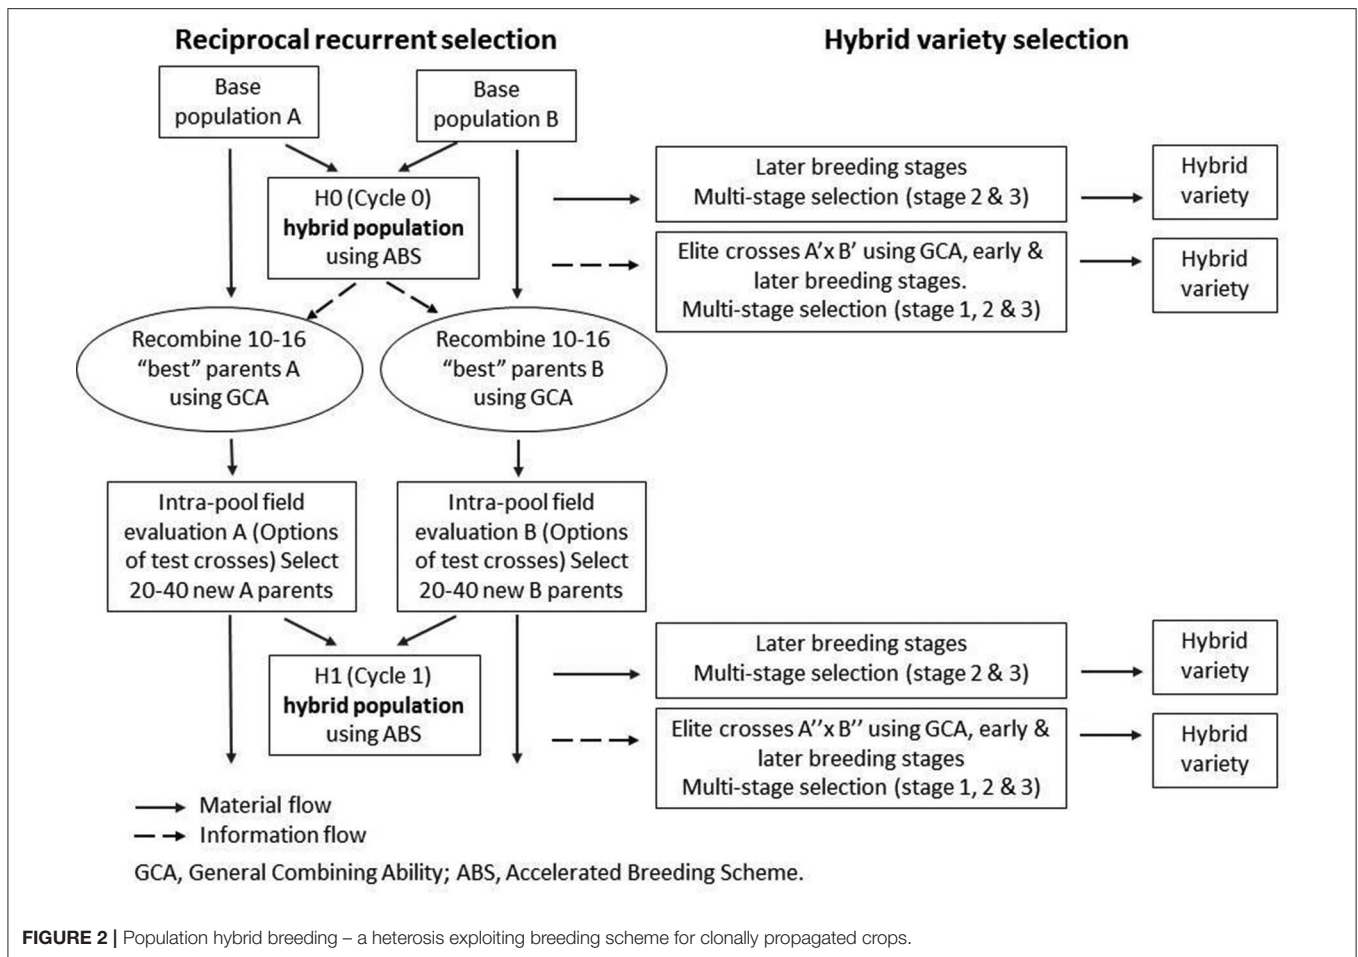 Reciprocal recurrent selection
Hybrid variety selection
Base
population A
Base
population B
H0 (Cycle 0)
hybrid population
using ABS
Later breeding stages
Multi-stage selection (stage 2 & 3)
Hybrid
variety
Elite crosses A’x B’ using GCA, early &
later breeding stages.
Multi-stage selection (stage 1, 2 & 3)
Hybrid
variety
Recombine 10-16
“best” parents A
using GCA
Recombine 10-16
“best” parents B
using GCA
Intra-pool field
evaluation A (Options
of test crosses) Select
20-40 new A parents
Intra-pool field
evaluation B (Options
of test crosses) Select
20-40 new B parents
H1 (Cycle 1)
hybrid population
using ABS
Later breeding stages
Multi-stage selection (stage 2 & 3)
Hybrid
variety
Elite crosses A’’x B’’ using GCA, early &
later breeding stages
Multi-stage selection (stage 1, 2 & 3)
Hybrid
variety
Material flow
Information flow
GCA, General Combining Ability; ABS, Accelerated Breeding Scheme.
FIGURE 2 | Population hybrid breeding – a heterosis exploiting breeding scheme for clonally propagated crops.